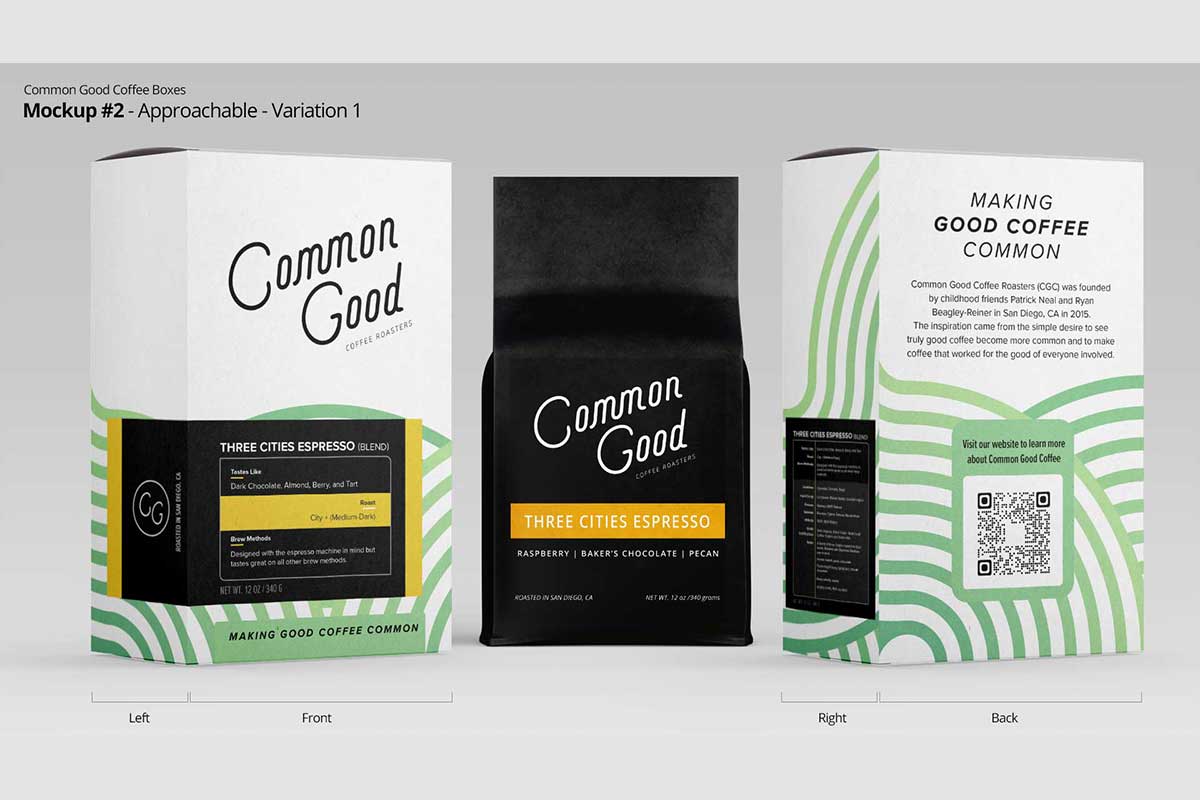 Common Good Coffee Boxes
Mockup #2 - Approachable - Variation 1
Common
Good
COFFEE ROASTERS
THREE CITIES ESPRESSO (BLEND)
Tastes Like
Dark Chocolate, Almond, Berry, and Tart
Roast
City + (Medium-Dark)
Brew Methods
Designed with the espresso machine in mind but
tastes great on all other brew methods.
NET WT. 12 OZ / 340 G
CG
ROASTED IN SAN DIEGO, CA
MAKING GOOD COFFEE COMMON
Common
Good
COFFEE ROASTERS
THREE CITIES ESPRESSO
RASPBERRY | BAKER'S CHOCOLATE | PECAN
ROASTED IN SAN DIEGO, CA
NET WT. 12 oz /340 grams
THREE CITIES ESPRESSO (BLEND)
MAKING
GOOD COFFEE
COMMON
Common Good Coffee Roasters (CGC) was founded
by childhood friends Patrick Neal and Ryan
Beagley-Reiner in San Diego, CA in 2015.
The inspiration came from the simple desire to see
truly good coffee become more common and to make
coffee that worked for the good of everyone involved.
Visit our website to learn more
about Common Good Coffee
Left
Front
Right
Back